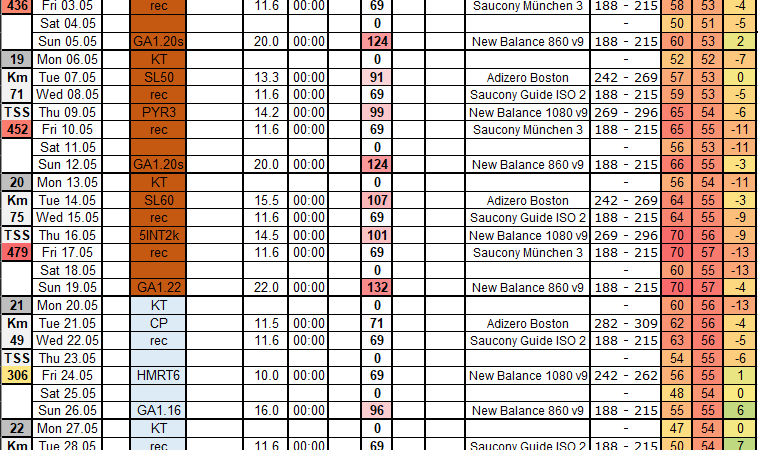 436 Fri 03.05 rec 11.6 00:00 69 Saucony München 3 188 - 215 58 53 -4
Sat 04.05 0 - 50 51 -5
Sun 05.05 GA1.20s 20.0 00:00 124 New Balance 860 v9 188 - 215 60 53 2
19 Mon 06.05 KT 0 - 52 52 -7
Km Tue 07.05 SL50 13.3 00:00 91 Adizero Boston 242 - 269 57 53 0
71 Wed 08.05 rec 11.6 00:00 69 Saucony Guide ISO 2 188 - 215 59 53 -5
TSS Thu 09.05 PYR3 14.2 00:00 99 New Balance 1080 v9 269 - 296 65 54 -6
452 Fri 10.05 rec 11.6 00:00 69 Saucony München 3 188 - 215 65 55 -11
Sat 11.05 0 - 56 53 -11
Sun 12.05 GA1.20s 20.0 00:00 124 New Balance 860 v9 188 - 215 66 55 -3
20 Mon 13.05 KT 0 - 56 54 -11
Km Tue 14.05 SL60 15.5 00:00 107 Adizero Boston 242 - 269 64 55 -3
75 Wed 15.05 rec 11.6 00:00 69 Saucony Guide ISO 2 188 - 215 64 55 -9
TSS Thu 16.05 5INT2k 14.5 00:00 101 New Balance 1080 v9 269 - 296 70 56 -9
479 Fri 17.05 rec 11.6 00:00 69 Saucony München 3 188 - 215 70 57 -13
Sat 18.05 0 - 60 55 -13
Sun 19.05 GA1.22 22.0 00:00 132 New Balance 860 v9 188 - 215 70 57 -4
21 Mon 20.05 KT 0 - 60 56 -13
Km Tue 21.05 CP 11.5 00:00 71 Adizero Boston 282 - 309 62 56 -4
49 Wed 22.05 rec 11.6 00:00 69 Saucony Guide ISO 2 188 - 215 63 56 -5
TSS Thu 23.05 0 - 54 55 -6
306 Fri 24.05 HMRT6 10.0 00:00 69 New Balance 1080 v9 242 - 262 56 55 1
Sat 25.05 0 - 48 54 0
Sun 26.05 GA1.16 16.0 00:00 96 New Balance 860 v9 188 - 215 55 55 6
22 Mon 27.05 KT 0 - 47 54 0
Km Tue 28.05 rec 11.6 00:00 69 Saucony Guide ISO 2 188 - 215 50 54 7